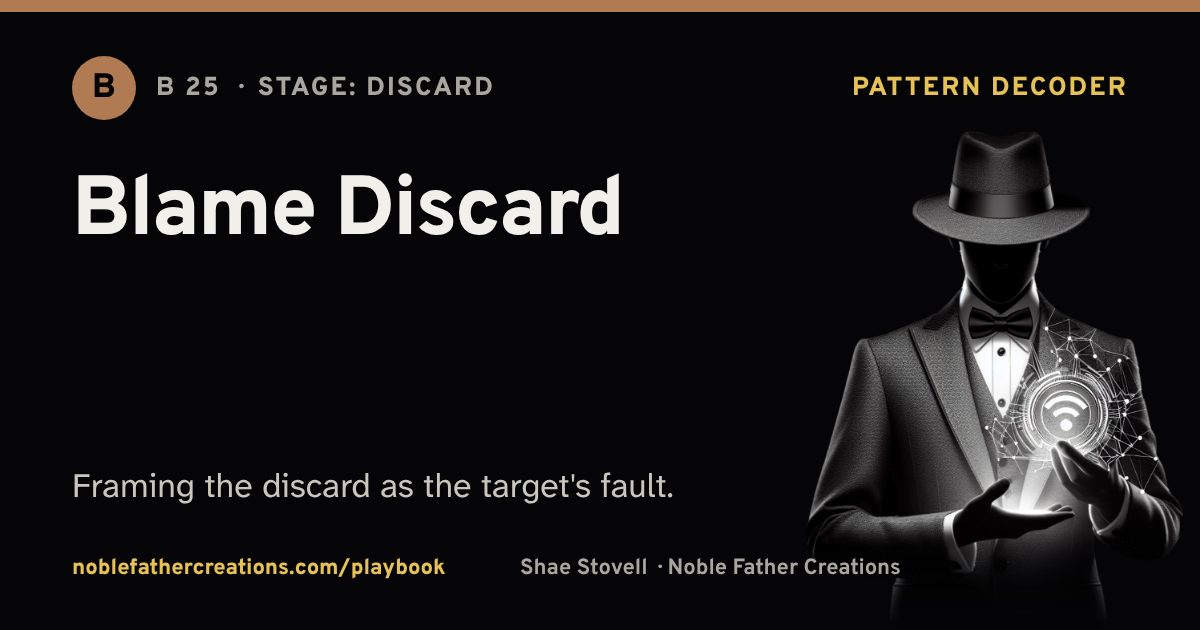 B
B 25 · STAGE: DISCARD
PATTERN DECODER
Blame Discard
Framing the discard as the target's fault.
noblefathercreations.com/playbook
Shae Stovell · Noble Father Creations